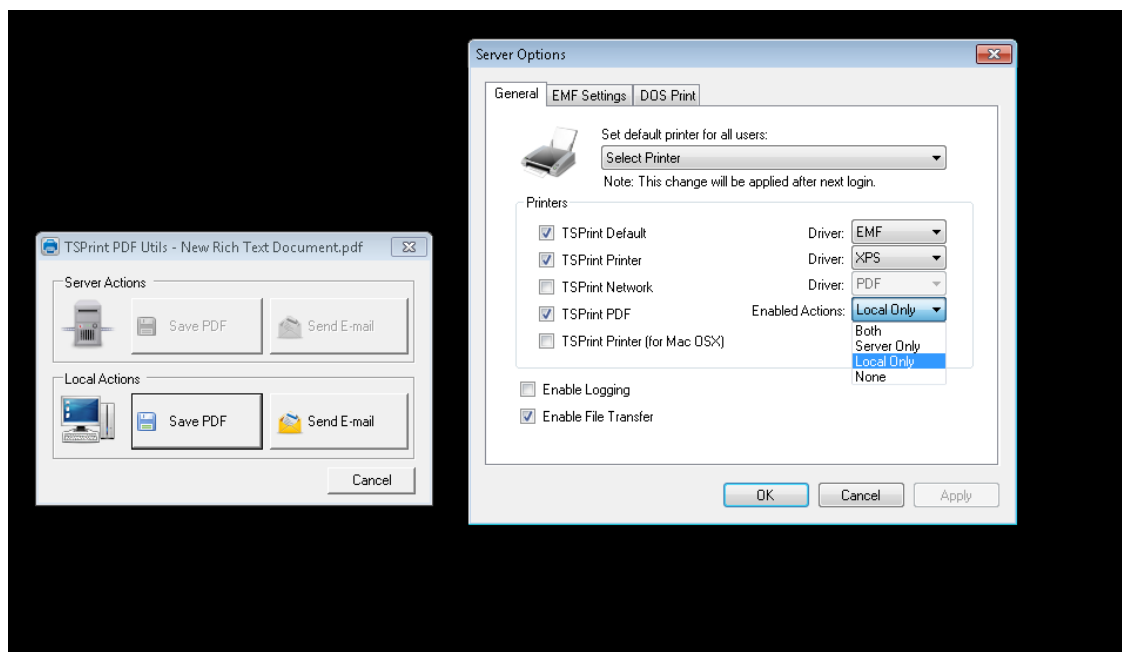 TSPrint PDF Utils - New Rich Text Document.pdf
Server Actions
Save PDF
Send E-mail
Local Actions
Save PDF
Send E-mail
Cancel
Server Options
General EMF Settings DOS Print
Set default printer for all users:
Select Printer
Note: This change will be applied after next login.
Printers
TSPrint Default Driver: EMF
TSPrint Printer Driver: XPS
TSPrint Network Driver: PDF
TSPrint PDF Enabled Actions: Local Only
Both
Server Only
Local Only
None
TSPrint Printer (for Mac OSX)
Enable Logging
Enable File Transfer
OK Cancel Apply